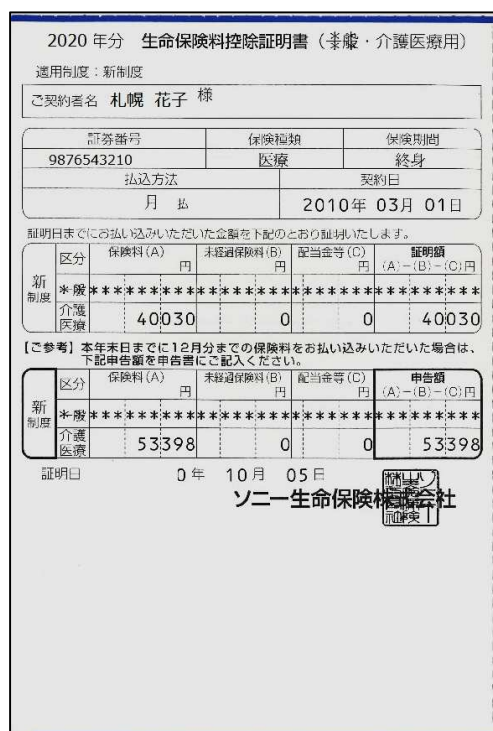 2020 年分 生命保険料控除証明書（＊＊・介護医療用）
適用制度：新制度
ご契約者名 札幌 花子 様
証券番号 保険種類 保険期間
9876543210 医療 終身
払込方法 契約日
月 払 2010年 03月 01日
証明日までにお払い込みいただいた金額を下記のとおり証明いたします。
新制度 区分 保険料(A) 円 未経過保険料(B) 円 配当金等(C) 円 証明額 (A)-(B)-(C)円
＊般 ************************
介護医療 40030 0 0 40030
【ご参考】本年末日までに12月分までの保険料をお払い込みいただいた場合は、
下記申告額を申告書にご記入ください。
新制度 区分 保険料(A) 円 未経過保険料(B) 円 配当金等(C) 円 申告額 (A)-(B)-(C)円
＊般 ************************
介護医療 53398 0 0 53398
証明日 0年 10月 05日
ソニー生命保険株式会社